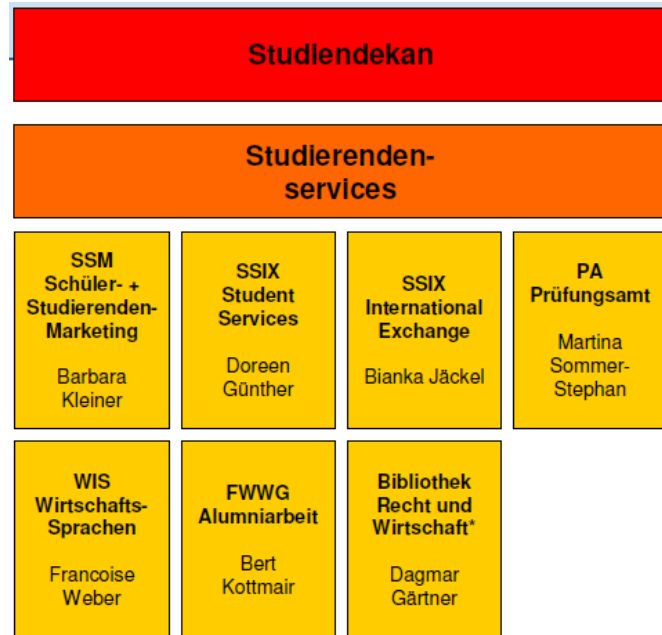 Studiendekan
Studierenden-
services
SSM
Schüler- +
Studierenden-
Marketing
Barbara
Kleiner
SSIX
Student
Services
Doreen
Günther
SSIX
International
Exchange
Bianka Jäckel
PA
Prüfungsamt
Martina
Sommer-
Stephan
WIS
Wirtschafts-
Sprachen
Francoise
Weber
FWWG
Alumniarbeit
Bert
Kottmair
Bibliothek
Recht und
Wirtschaft*
Dagmar
Gärtner